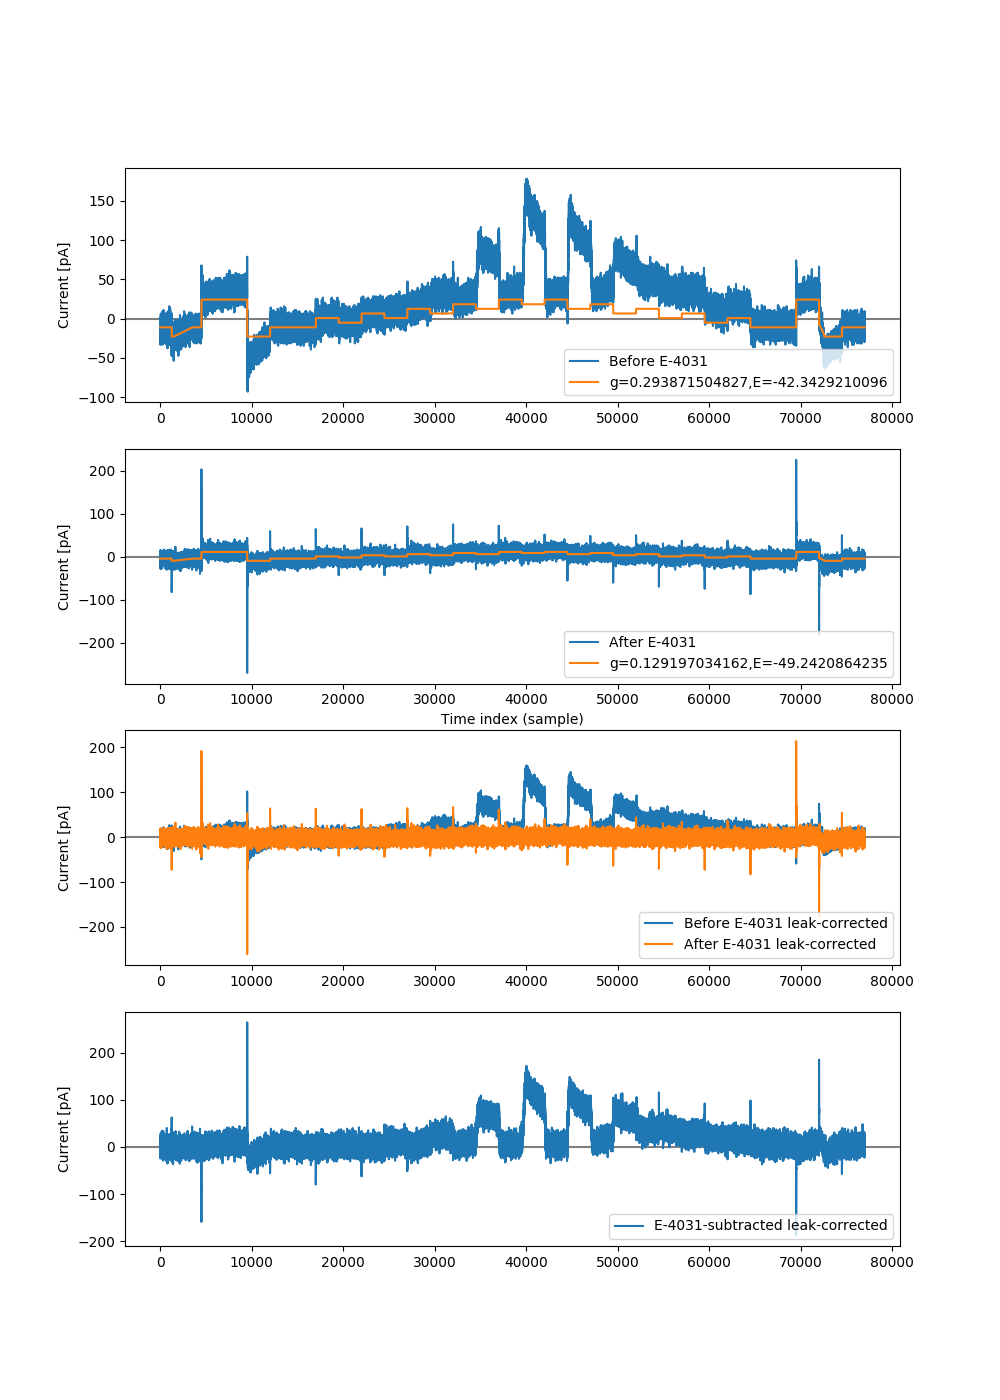 150
100
50
0
−50
−100
Current [pA]
Before E-4031
g=0.293871504827,E=-42.3429210096
0 10000 20000 30000 40000 50000 60000 70000 80000
200
100
0
−100
−200
Current [pA]
After E-4031
g=0.129197034162,E=-49.2420864235
0 10000 20000 30000 40000 50000 60000 70000 80000
Time index (sample)
200
100
0
−100
−200
Current [pA]
Before E-4031 leak-corrected
After E-4031 leak-corrected
0 10000 20000 30000 40000 50000 60000 70000 80000
200
100
0
−100
−200
Current [pA]
E-4031-subtracted leak-corrected
0 10000 20000 30000 40000 50000 60000 70000 80000